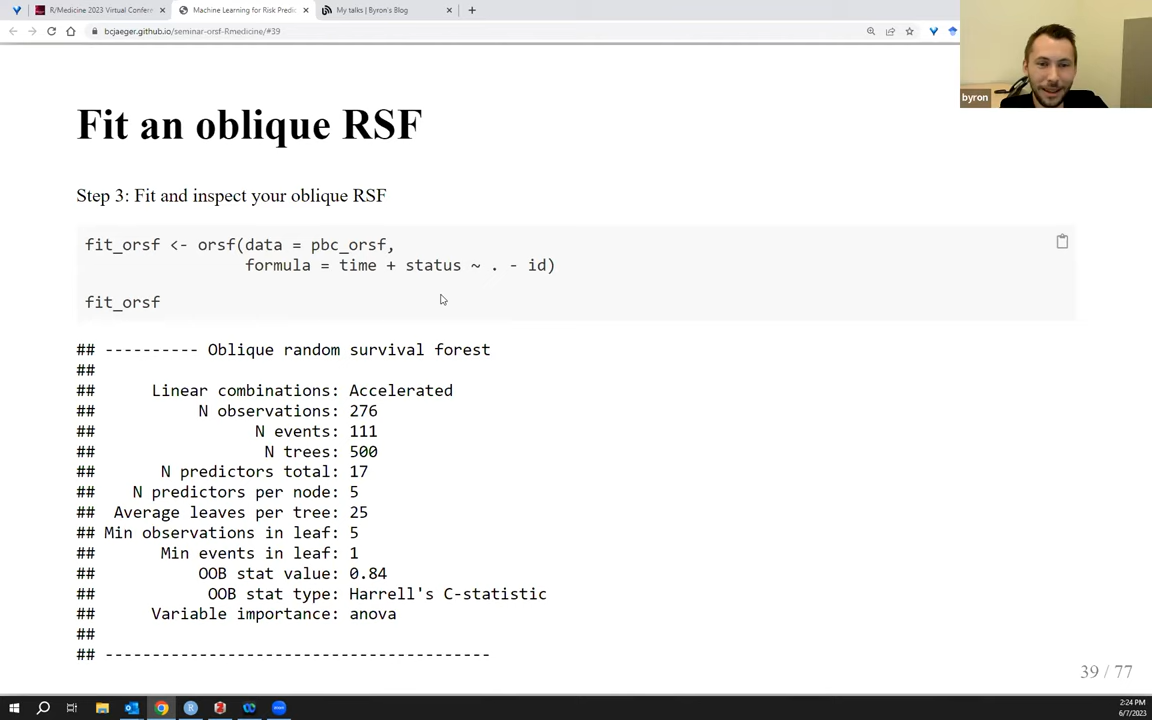 R/Medicine 2023 Virtual Confere
Machine Learning for Risk Predic
My talks | Byron's Blog
bcjaeger.github.io/seminar-orsf-Rmedicine/#39
byron
Fit an oblique RSF
Step 3: Fit and inspect your oblique RSF
fit_orsf <- orsf(data = pbc_orsf,
formula = time + status ~ . - id)
fit_orsf
## ---------- Oblique random survival forest
##
##      Linear combinations: Accelerated
##           N observations: 276
##                 N events: 111
##                  N trees: 500
##       N predictors total: 17
##    N predictors per node: 5
##  Average leaves per tree: 25
## Min observations in leaf: 5
##       Min events in leaf: 1
##           OOB stat value: 0.84
##            OOB stat type: Harrell's C-statistic
##      Variable importance: anova
##
## -----------------------------------------
39 / 77
2:24 PM
6/7/2023